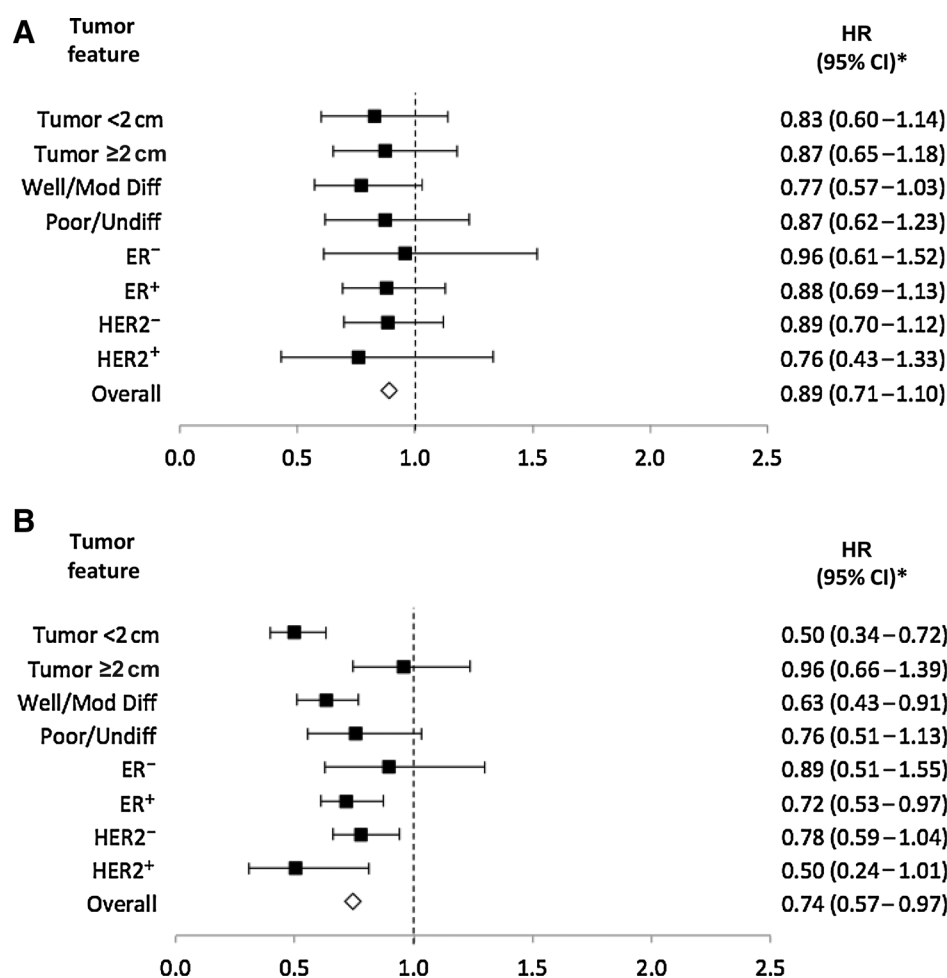 A
Tumor
feature
HR
(95% CI)*
Tumor <2 cm 0.83 (0.60–1.14)
Tumor ≥2 cm 0.87 (0.65–1.18)
Well/Mod Diff 0.77 (0.57–1.03)
Poor/Undiff 0.87 (0.62–1.23)
ER⁻ 0.96 (0.61–1.52)
ER⁺ 0.88 (0.69–1.13)
HER2⁻ 0.89 (0.70–1.12)
HER2⁺ 0.76 (0.43–1.33)
Overall 0.89 (0.71–1.10)
0.0 0.5 1.0 1.5 2.0 2.5
B
Tumor
feature
HR
(95% CI)*
Tumor <2 cm 0.50 (0.34–0.72)
Tumor ≥2 cm 0.96 (0.66–1.39)
Well/Mod Diff 0.63 (0.43–0.91)
Poor/Undiff 0.76 (0.51–1.13)
ER⁻ 0.89 (0.51–1.55)
ER⁺ 0.72 (0.53–0.97)
HER2⁻ 0.78 (0.59–1.04)
HER2⁺ 0.50 (0.24–1.01)
Overall 0.74 (0.57–0.97)
0.0 0.5 1.0 1.5 2.0 2.5